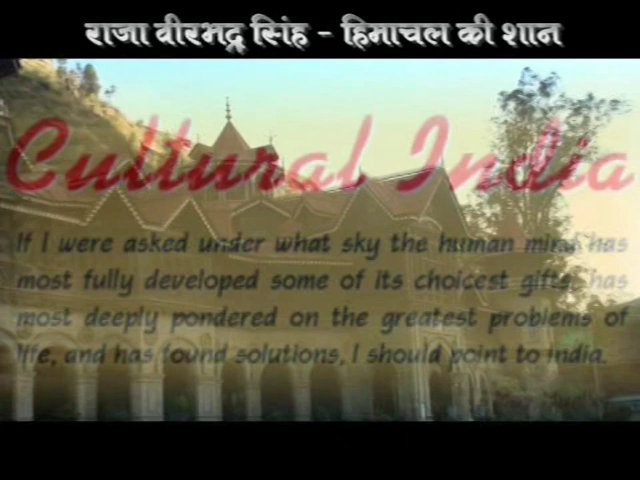 राजा वीरभद्र सिंह - हिमाचल की शान
Cultural India
If I were asked under what sky the human mind has
most fully developed some of its choicest gifts, has
most deeply pondered on the greatest problems of
life, and has found solutions, I should point to India.